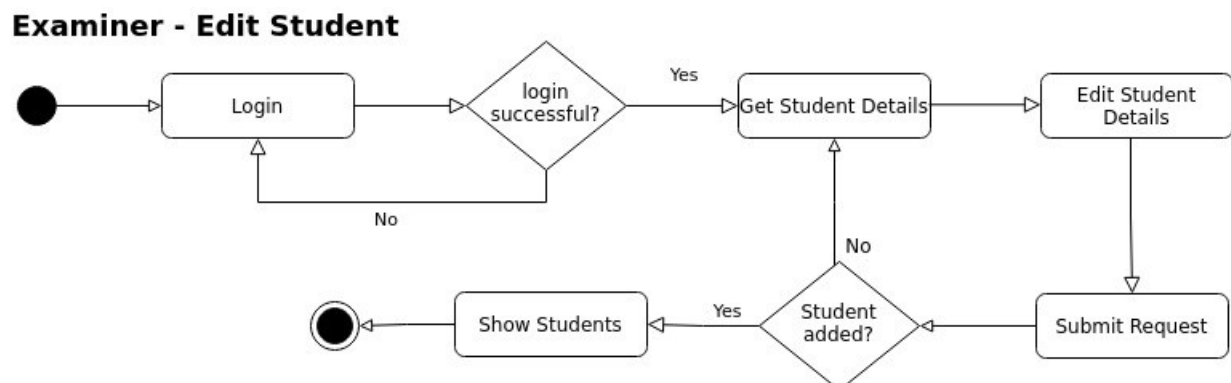 Examiner - Edit Student
Login
login
successful?
Yes
Get Student Details
Edit Student
Details
No
No
Show Students
Yes
Student
added?
Submit Request